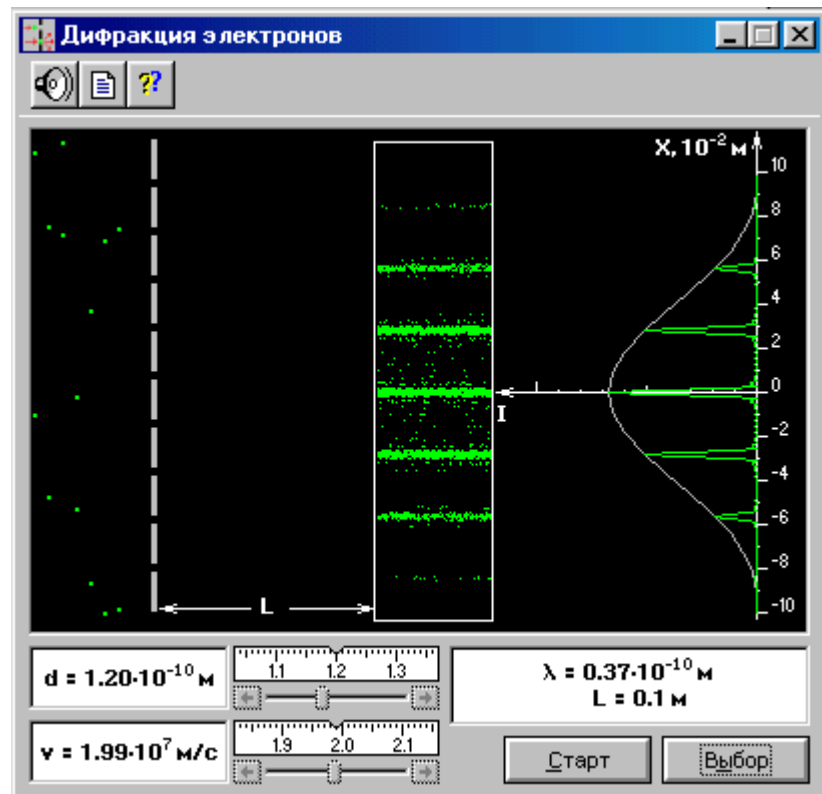 Дифракция электронов
??
X, 10⁻² м
10
8
6
4
2
0
I
-2
-4
-6
-8
L
-10
d = 1.20·10⁻¹⁰ м
1.1 1.2 1.3
λ = 0.37·10⁻¹⁰ м
L = 0.1 м
v = 1.99·10⁷ м/с
1.9 2.0 2.1
Старт
Выбор